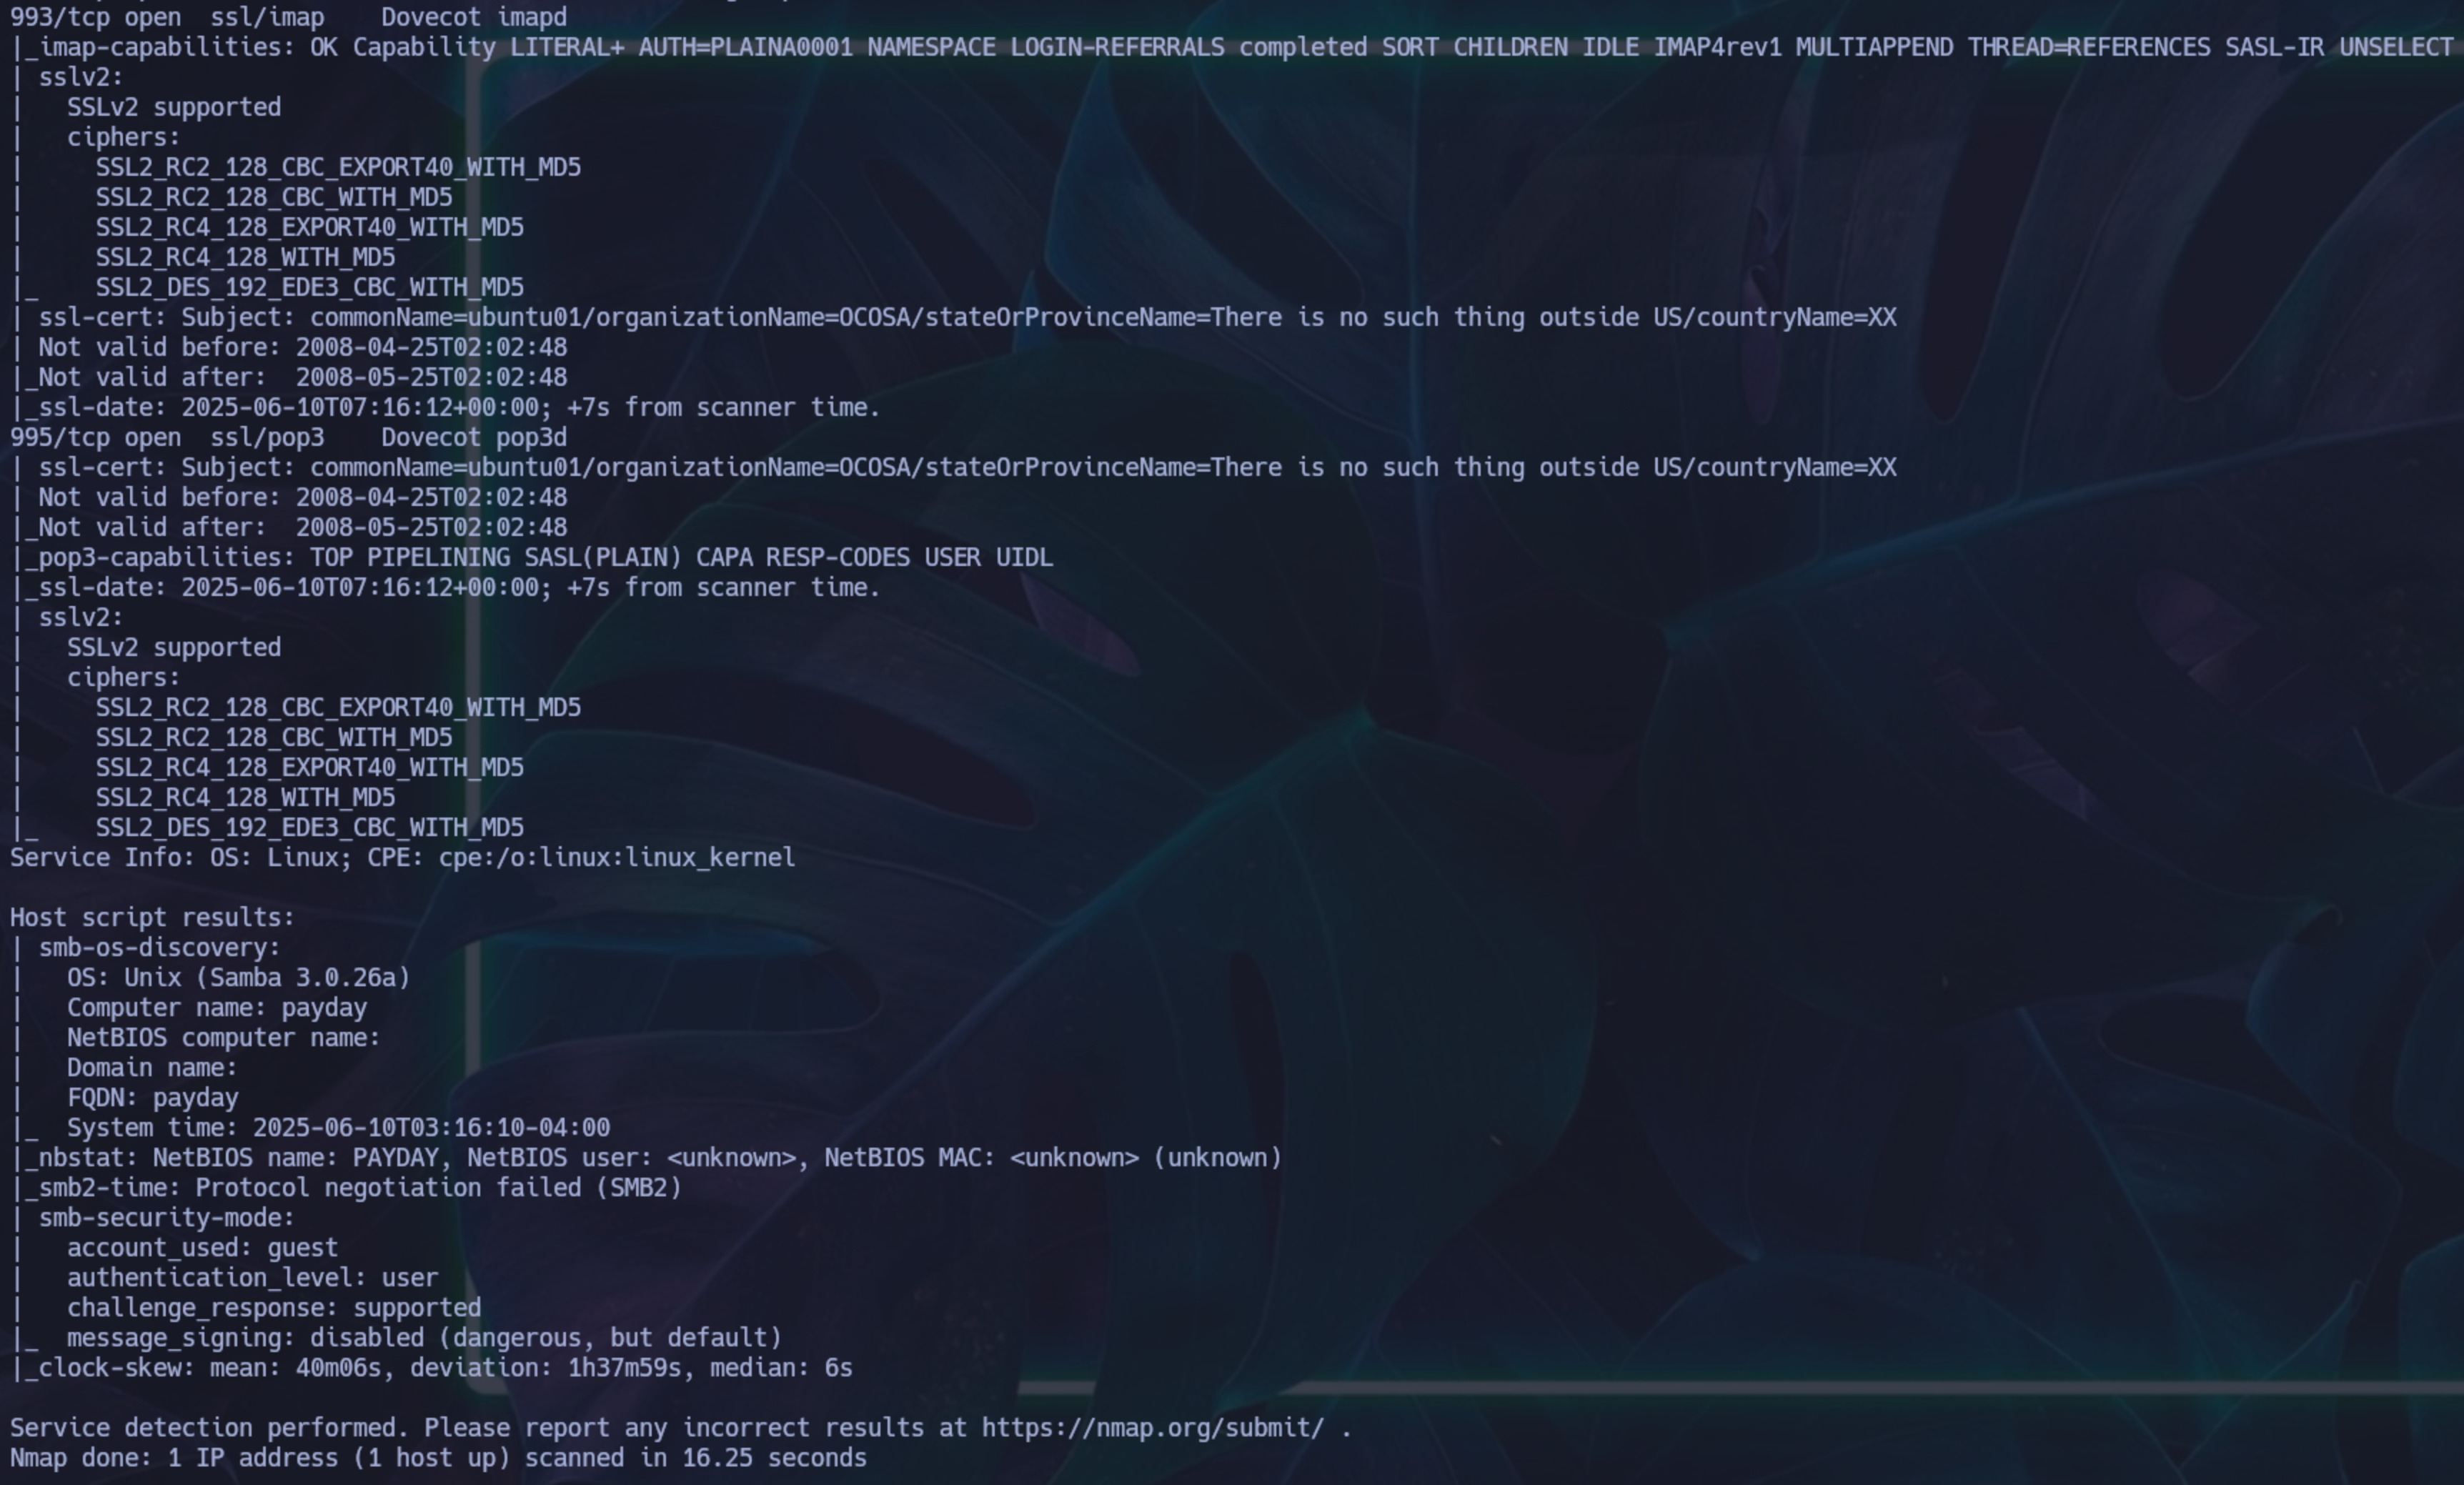 993/tcp open  ssl/imap    Dovecot imapd
|_imap-capabilities: OK Capability LITERAL+ AUTH=PLAINA0001 NAMESPACE LOGIN-REFERRALS completed SORT CHILDREN IDLE IMAP4rev1 MULTIAPPEND THREAD=REFERENCES SASL-IR UNSELECT
| sslv2:
|   SSLv2 supported
|   ciphers:
|     SSL2_RC2_128_CBC_EXPORT40_WITH_MD5
|     SSL2_RC2_128_CBC_WITH_MD5
|     SSL2_RC4_128_EXPORT40_WITH_MD5
|     SSL2_RC4_128_WITH_MD5
|_    SSL2_DES_192_EDE3_CBC_WITH_MD5
| ssl-cert: Subject: commonName=ubuntu01/organizationName=OCOSA/stateOrProvinceName=There is no such thing outside US/countryName=XX
| Not valid before: 2008-04-25T02:02:48
|_Not valid after:  2008-05-25T02:02:48
|_ssl-date: 2025-06-10T07:16:12+00:00; +7s from scanner time.
995/tcp open  ssl/pop3    Dovecot pop3d
| ssl-cert: Subject: commonName=ubuntu01/organizationName=OCOSA/stateOrProvinceName=There is no such thing outside US/countryName=XX
| Not valid before: 2008-04-25T02:02:48
|_Not valid after:  2008-05-25T02:02:48
|_pop3-capabilities: TOP PIPELINING SASL(PLAIN) CAPA RESP-CODES USER UIDL
|_ssl-date: 2025-06-10T07:16:12+00:00; +7s from scanner time.
| sslv2:
|   SSLv2 supported
|   ciphers:
|     SSL2_RC2_128_CBC_EXPORT40_WITH_MD5
|     SSL2_RC2_128_CBC_WITH_MD5
|     SSL2_RC4_128_EXPORT40_WITH_MD5
|     SSL2_RC4_128_WITH_MD5
|_    SSL2_DES_192_EDE3_CBC_WITH_MD5
Service Info: OS: Linux; CPE: cpe:/o:linux:linux_kernel

Host script results:
| smb-os-discovery:
|   OS: Unix (Samba 3.0.26a)
|   Computer name: payday
|   NetBIOS computer name:
|   Domain name:
|   FQDN: payday
|_  System time: 2025-06-10T03:16:10-04:00
|_nbstat: NetBIOS name: PAYDAY, NetBIOS user: <unknown>, NetBIOS MAC: <unknown> (unknown)
|_smb2-time: Protocol negotiation failed (SMB2)
| smb-security-mode:
|   account_used: guest
|   authentication_level: user
|   challenge_response: supported
|_  message_signing: disabled (dangerous, but default)
|_clock-skew: mean: 40m06s, deviation: 1h37m59s, median: 6s

Service detection performed. Please report any incorrect results at https://nmap.org/submit/ .
Nmap done: 1 IP address (1 host up) scanned in 16.25 seconds